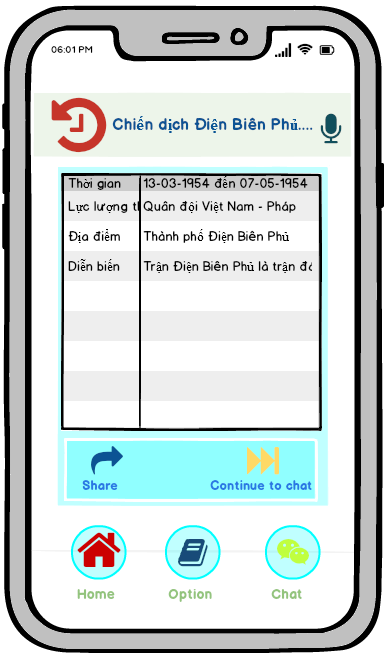 06:01 PM
Chiến dịch Điện Biên Phủ....
Thời gian 13-03-1954 đến 07-05-1954
Lực lượng Quân đội Việt Nam - Pháp
Địa điểm Thành phố Điện Biên Phủ
Diễn biến Trận Điện Biên Phủ là trận
Share Continue to chat
Home Option Chat